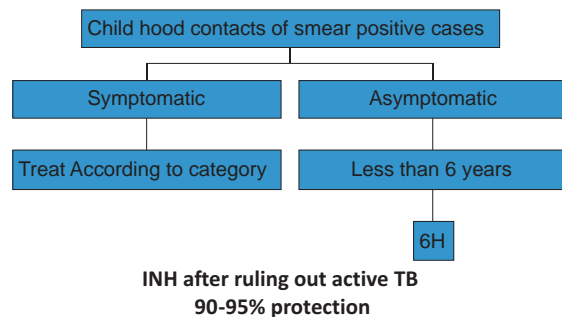 Child hood contacts of smear positive cases
Symptomatic
Asymptomatic
Treat According to category
Less than 6 years
6H
INH after ruling out active TB
90-95% protection